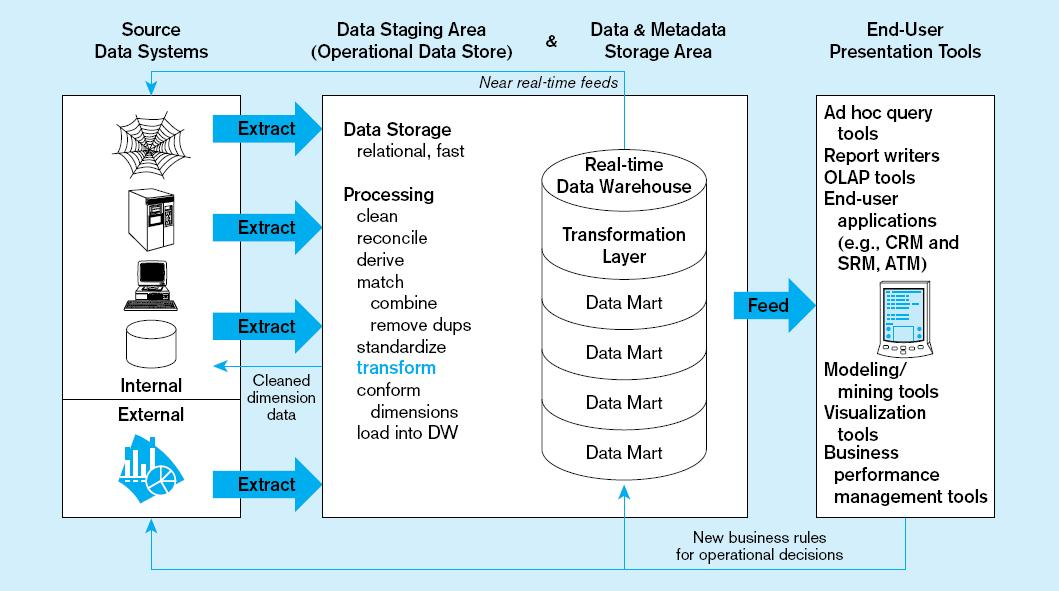 Source
Data Systems
Data Staging Area
(Operational Data Store)
&
Data & Metadata
Storage Area
End-User
Presentation Tools
Near real-time feeds
Extract
Extract
Extract
Internal
External
Extract
Cleaned
dimension
data
Data Storage
relational, fast
Processing
clean
reconcile
derive
match
combine
remove dups
standardize
transform
conform
dimensions
load into DW
Real-time
Data Warehouse
Transformation
Layer
Data Mart
Data Mart
Data Mart
Data Mart
Feed
Ad hoc query
tools
Report writers
OLAP tools
End-user
applications
(e.g., CRM and
SRM, ATM)
Modeling/
mining tools
Visualization
tools
Business
performance
management tools
New business rules
for operational decisions